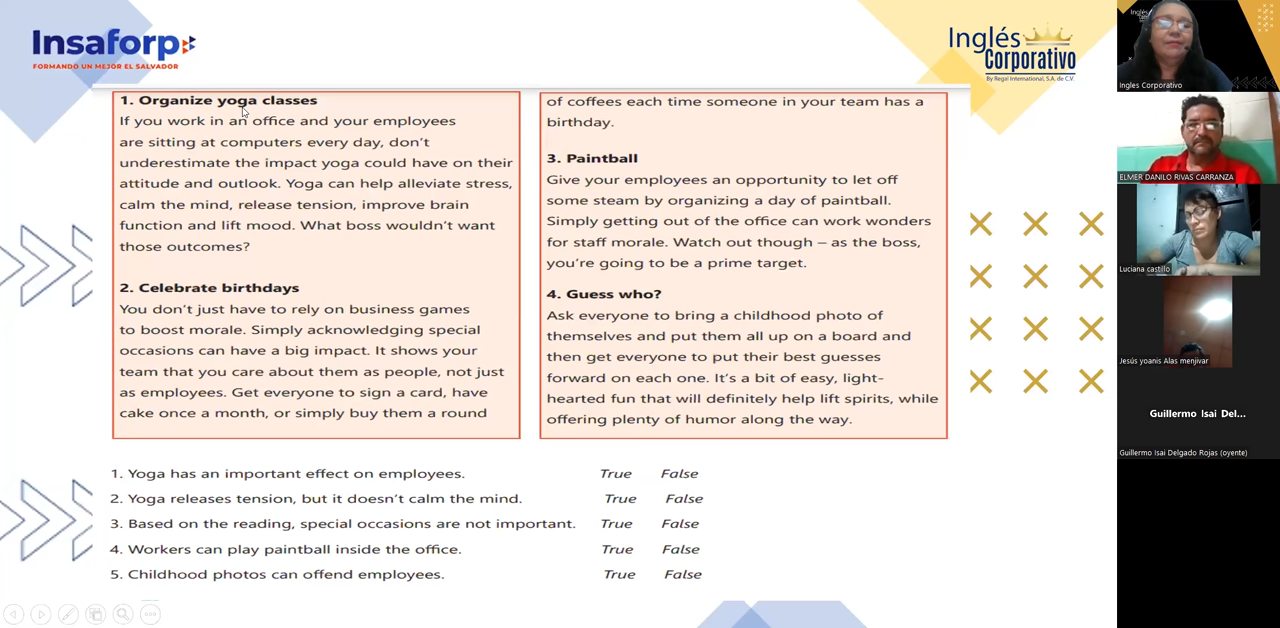 Insaforp
FORMANDO UN MEJOR EL SALVADOR
Inglés
Corporativo
By Regal International, S.A. de C.V.
1. Organize yoga classes
If you work in an office and your employees
are sitting at computers every day, don't
underestimate the impact yoga could have on their
attitude and outlook. Yoga can help alleviate stress,
calm the mind, release tension, improve brain
function and lift mood. What boss wouldn't want
those outcomes?
2. Celebrate birthdays
You don't just have to rely on business games
to boost morale. Simply acknowledging special
occasions can have a big impact. It shows your
team that you care about them as people, not just
as employees. Get everyone to sign a card, have
cake once a month, or simply buy them a round
of coffees each time someone in your team has a
birthday.
3. Paintball
Give your employees an opportunity to let off
some steam by organizing a day of paintball.
Simply getting out of the office can work wonders
for staff morale. Watch out though – as the boss,
you're going to be a prime target.
4. Guess who?
Ask everyone to bring a childhood photo of
themselves and put them all up on a board and
then get everyone to put their best guesses
forward on each one. It's a bit of easy, light-
hearted fun that will definitely help lift spirits, while
offering plenty of humor along the way.
1. Yoga has an important effect on employees. True False
2. Yoga releases tension, but it doesn't calm the mind. True False
3. Based on the reading, special occasions are not important. True False
4. Workers can play paintball inside the office. True False
5. Childhood photos can offend employees. True False
Inglés
Ingles Corporativo
ELMER DANILO RIVAS CARRANZA
Luciana castillo
Jesús yoanis Alas menjivar
Guillermo Isai Del...
Guillermo Isai Delgado Rojas (oyente)